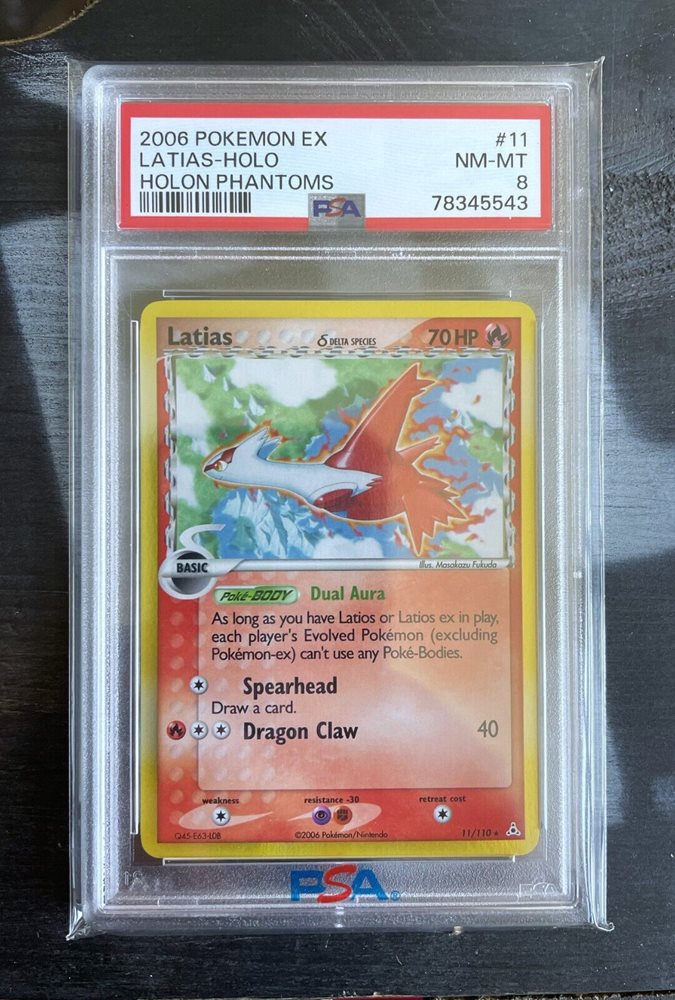 2006 POKEMON EX #11
LATIAS-HOLO NM-MT
HOLON PHANTOMS 8
PSA 78345543
Latias δ DELTA SPECIES 70 HP
BASIC
Illus. Masakazu Fukuda
Poké-BODY Dual Aura
As long as you have Latios or Latios ex in play,
each player's Evolved Pokémon (excluding
Pokémon-ex) can't use any Poké-Bodies.
Spearhead
Draw a card.
Dragon Claw 40
weakness resistance -30 retreat cost
Q45-E63-L0B ©2006 Pokémon/Nintendo 11/110 ★
PSA®